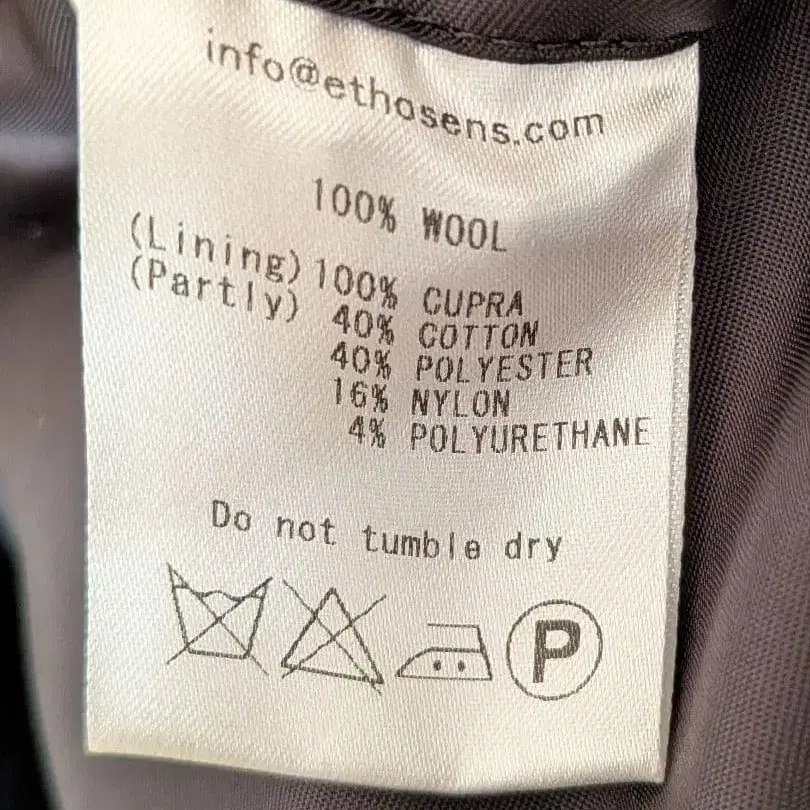 info@ethosens.com
100% WOOL
(Lining) 100% CUPRA
(Partly) 40% COTTON
40% POLYESTER
16% NYLON
4% POLYURETHANE
Do not tumble dry
P